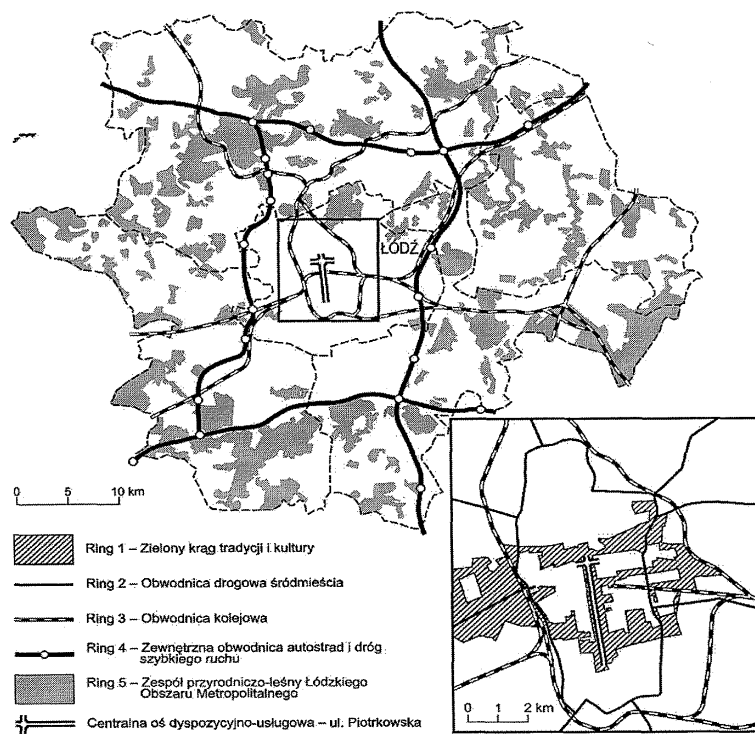 ŁÓDŹ
0 5 10 km
Ring 1 – Zielony krąg tradycji i kultury
Ring 2 – Obwodnica drogowa śródmieścia
Ring 3 – Obwodnica kolejowa
Ring 4 – Zewnętrzna obwodnica autostrad i dróg
szybkiego ruchu
Ring 5 – Zespół przyrodniczo-leśny Łódzkiego
Obszaru Metropolitalnego
Centralna oś dyspozycyjno-usługowa – ul. Piotrkowska
0 1 2 km